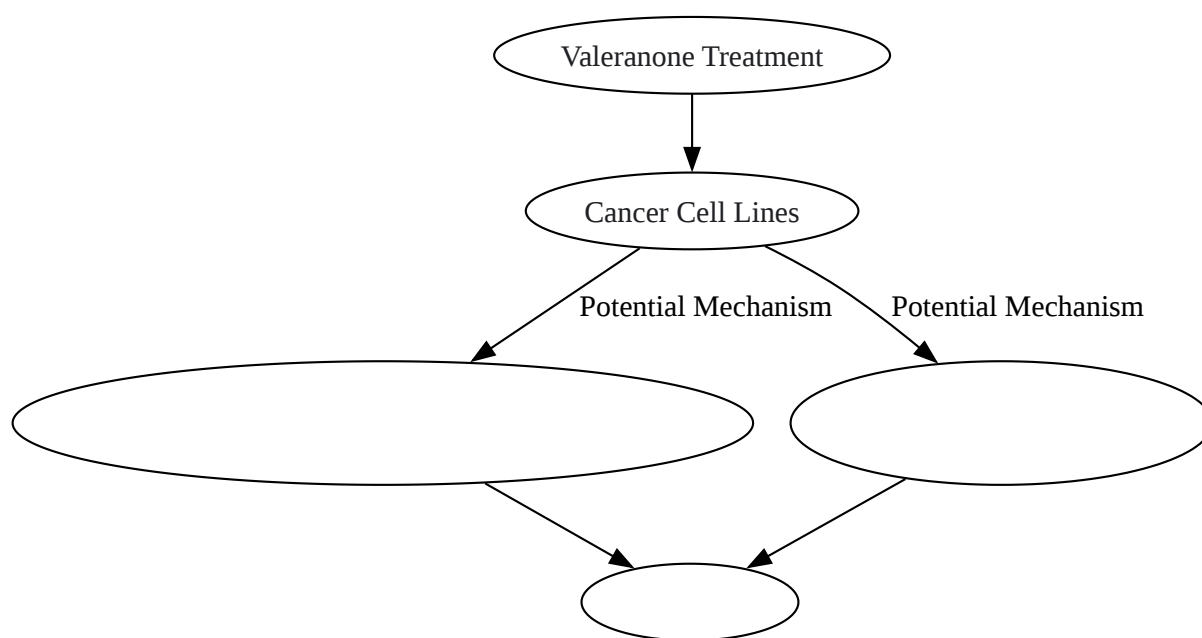 Valeranone Treatment
Cancer Cell Lines
Potential Mechanism
Potential Mechanism